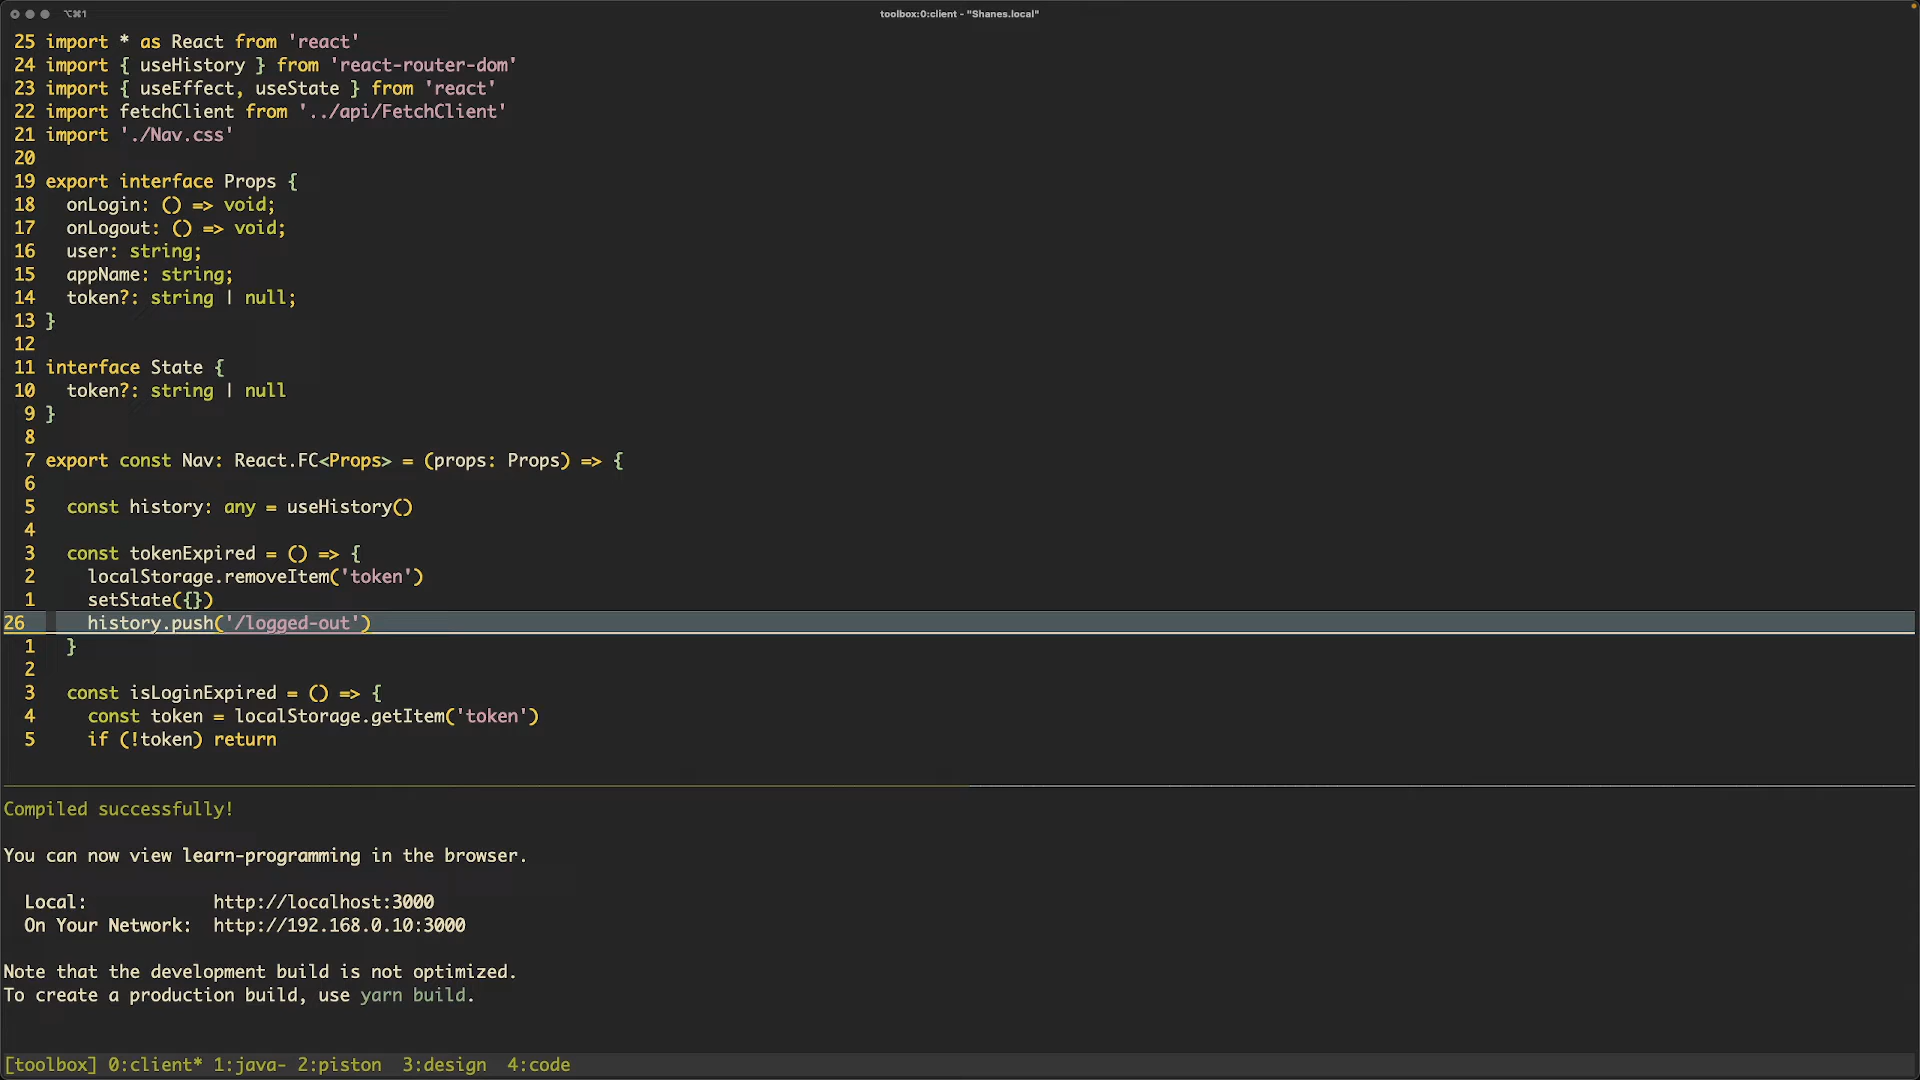 ⌥⌘1
toolbox:0:client - "Shanes.local"
25 import * as React from 'react'
24 import { useHistory } from 'react-router-dom'
23 import { useEffect, useState } from 'react'
22 import fetchClient from '../api/FetchClient'
21 import './Nav.css'
20
19 export interface Props {
18   onLogin: () => void;
17   onLogout: () => void;
16   user: string;
15   appName: string;
14   token?: string | null;
13 }
12
11 interface State {
10   token?: string | null
9 }
8
7 export const Nav: React.FC<Props> = (props: Props) => {
6
5   const history: any = useHistory()
4
3   const tokenExpired = () => {
2     localStorage.removeItem('token')
1     setState({})
26     history.push('/logged-out')
1   }
2
3   const isLoginExpired = () => {
4     const token = localStorage.getItem('token')
5     if (!token) return
Compiled successfully!
You can now view learn-programming in the browser.
Local:            http://localhost:3000
On Your Network:  http://192.168.0.10:3000
Note that the development build is not optimized.
To create a production build, use yarn build.
[toolbox] 0:client* 1:java- 2:piston  3:design  4:code